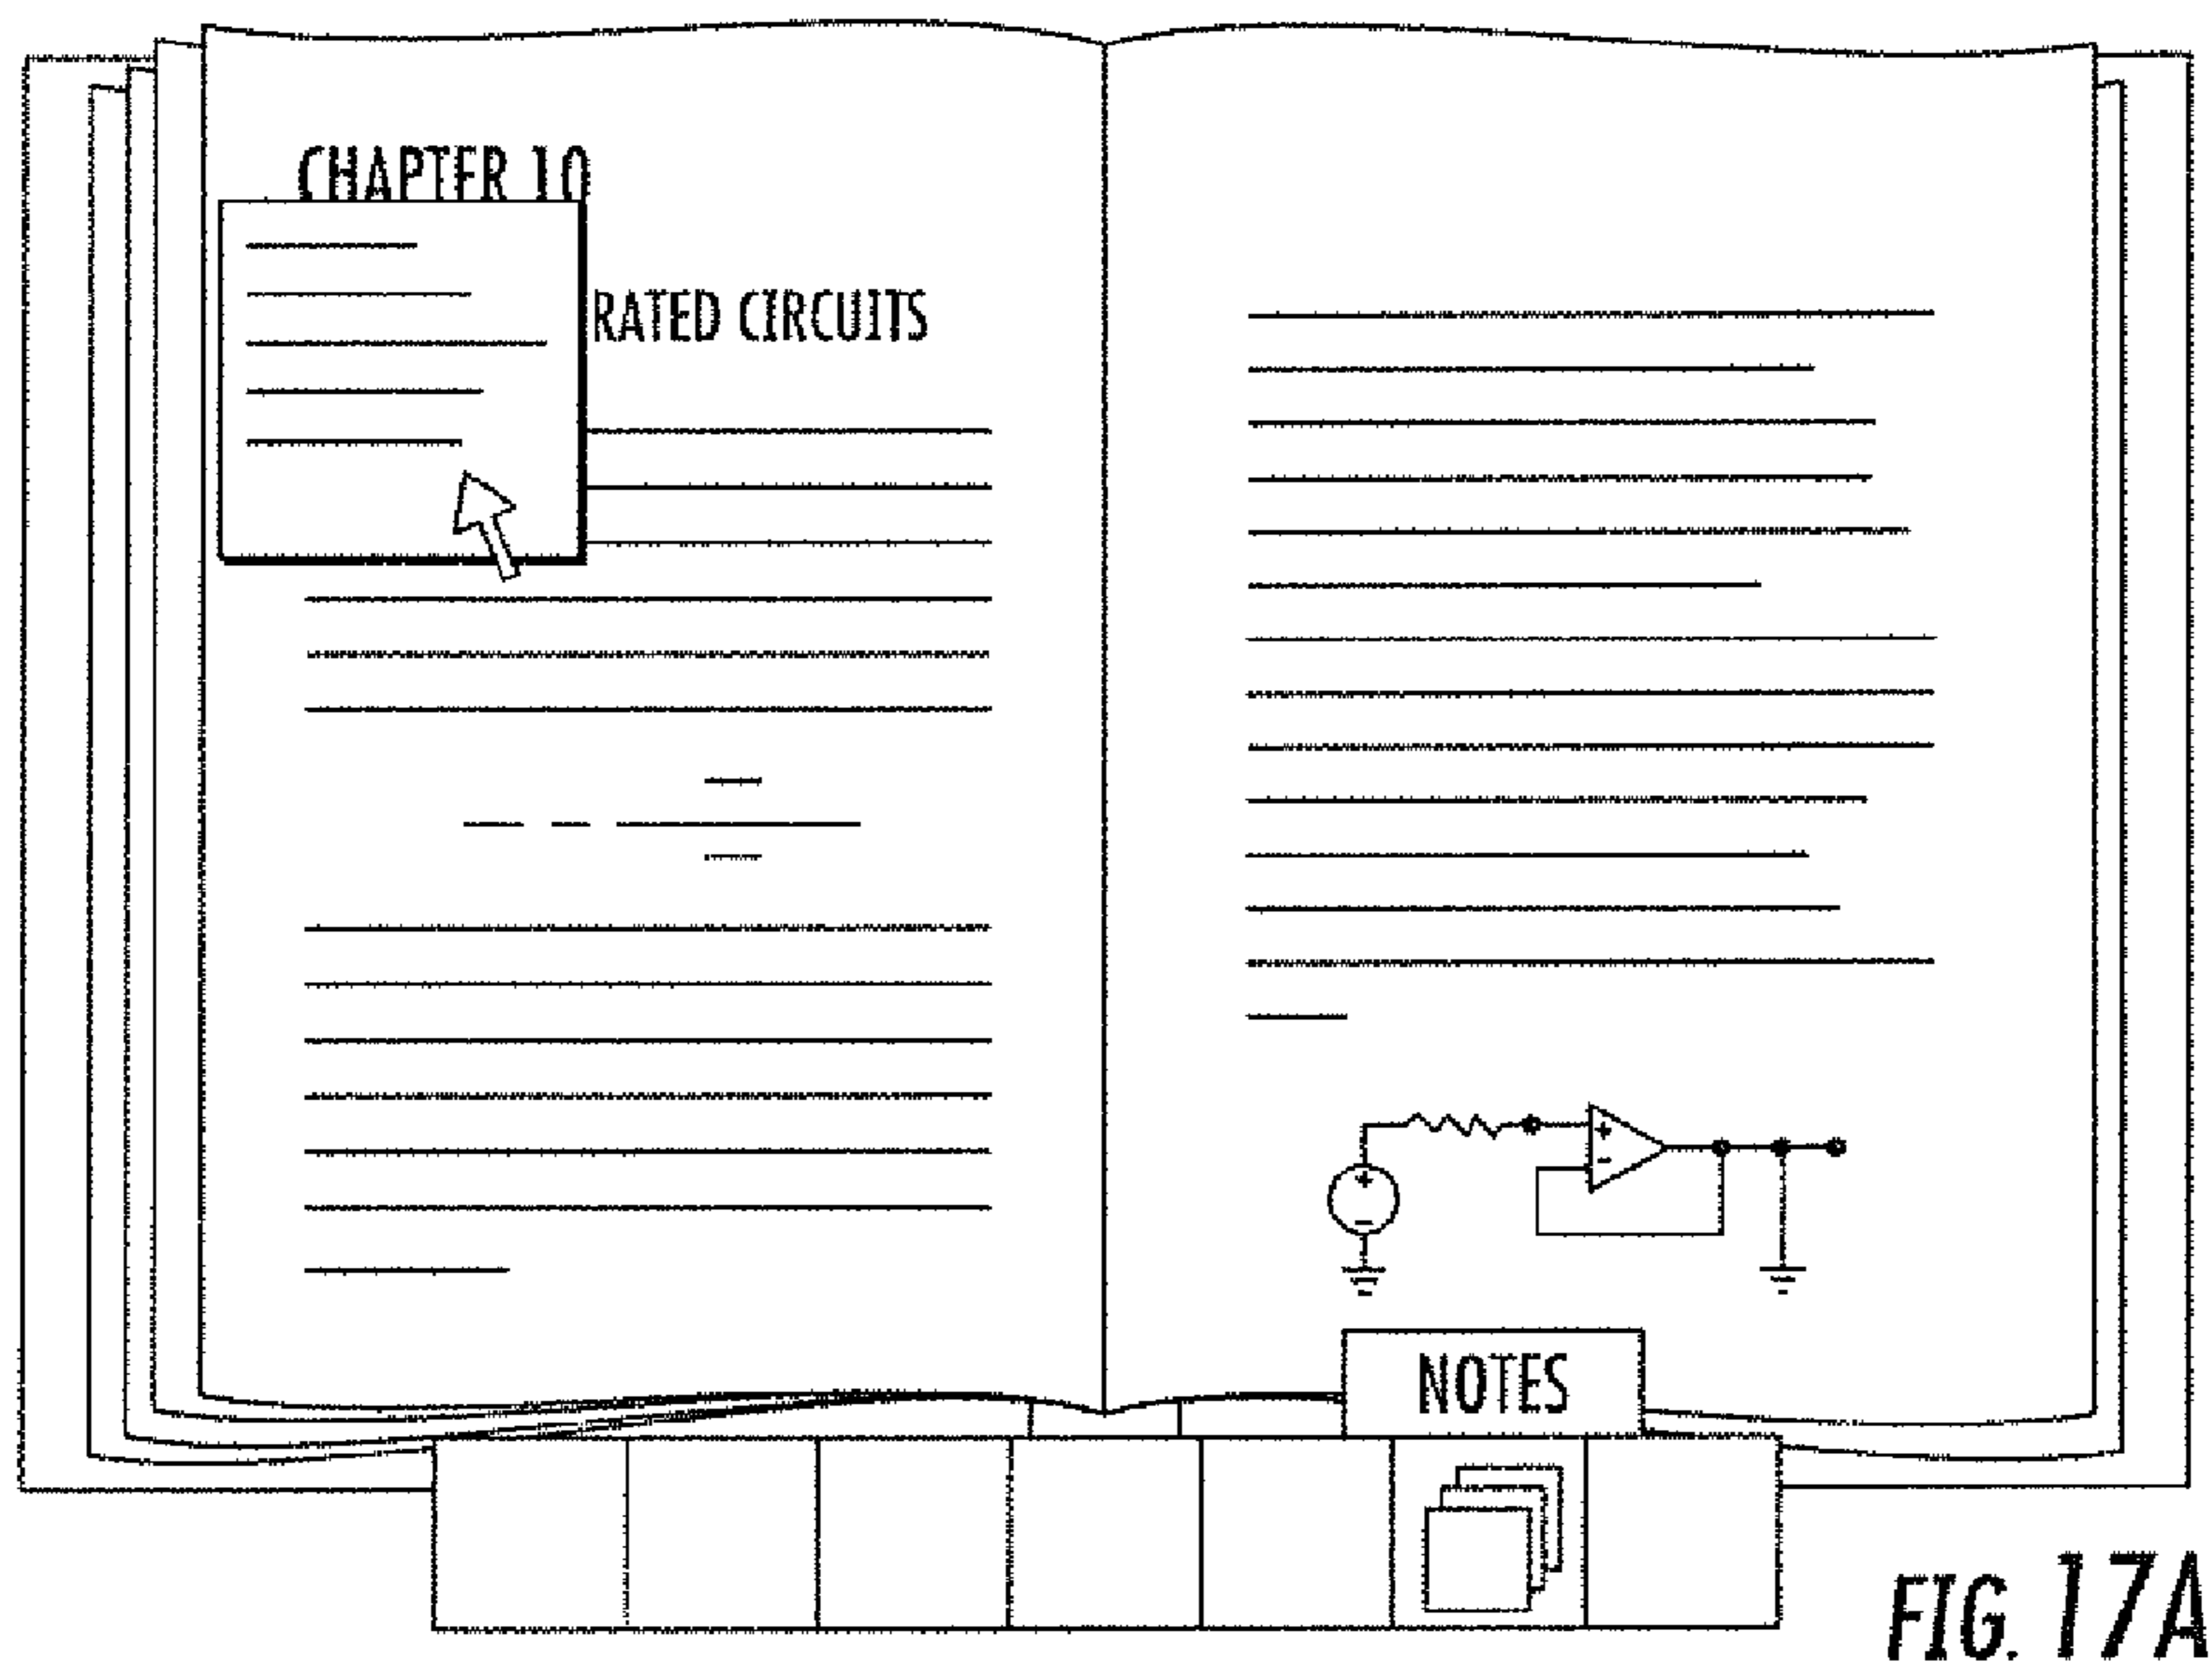 CHAPTER 10
RATED CIRCUITS
+
-
+
-
NOTES
FIG. 17A